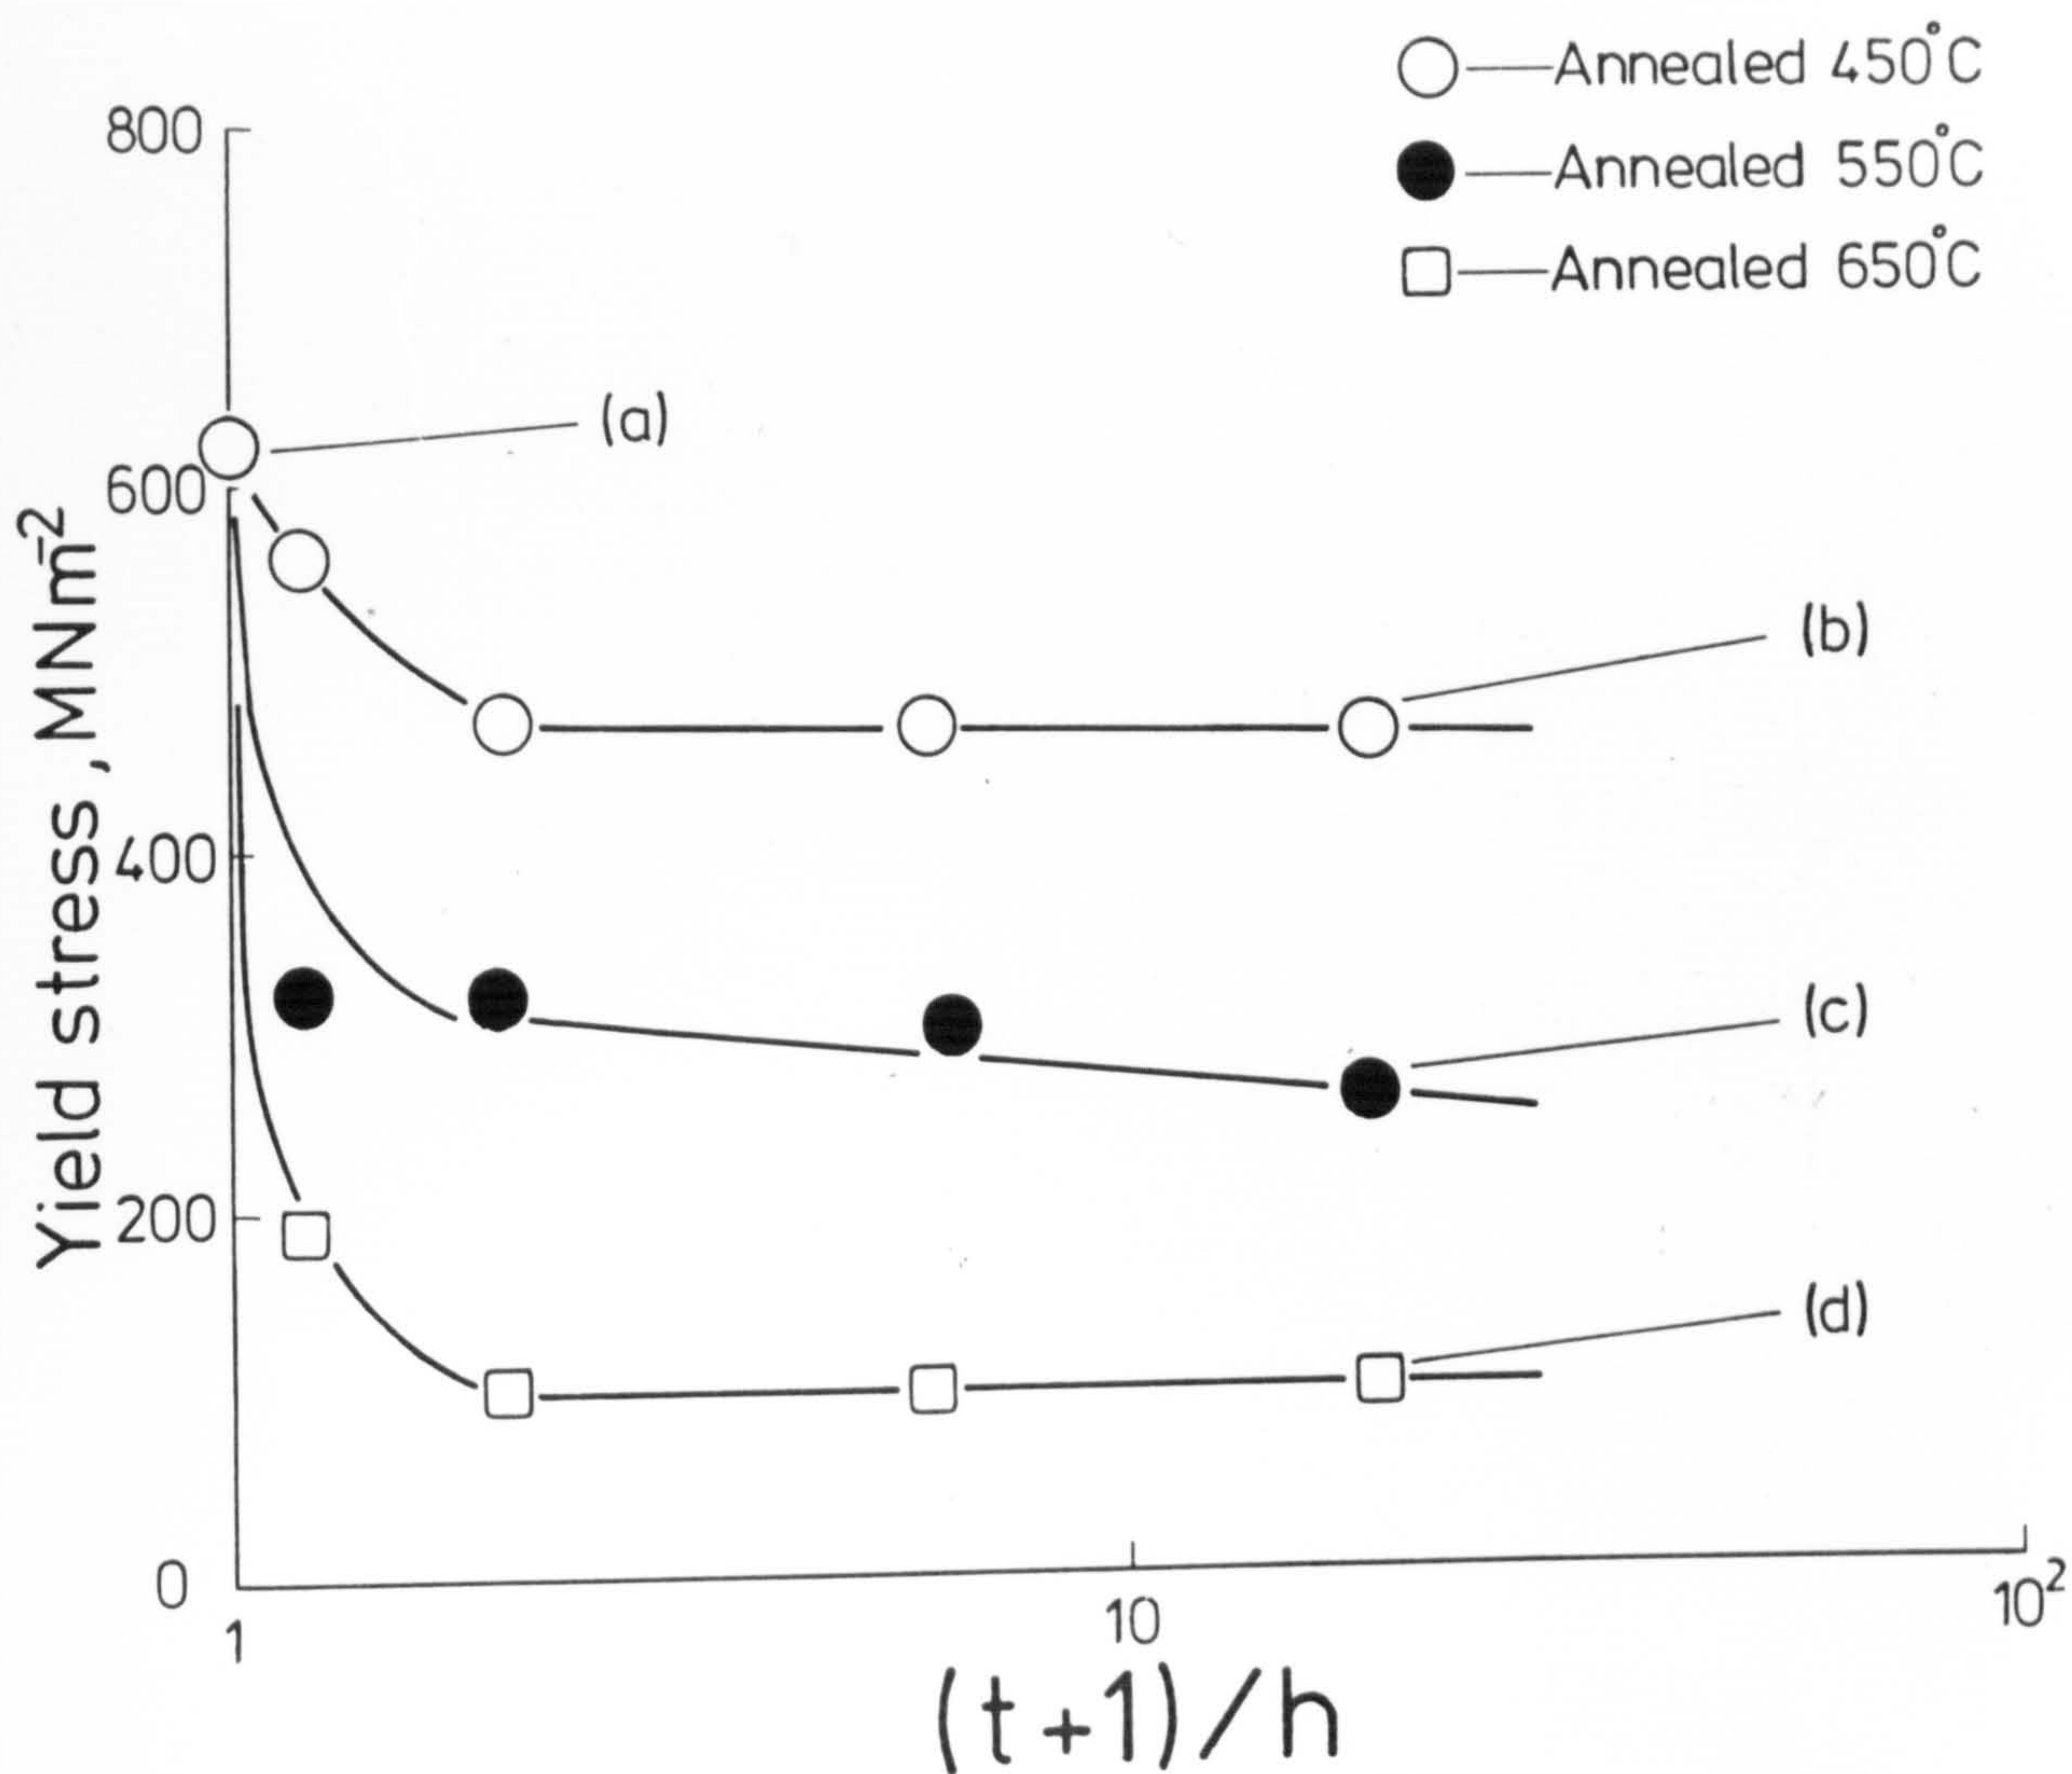 Annealed 450°C
Annealed 550°C
Annealed 650°C
800
600
400
200
0
Yield stress, MNm⁻²
(a)
(b)
(c)
(d)
1
10
10²
(t+1)/h